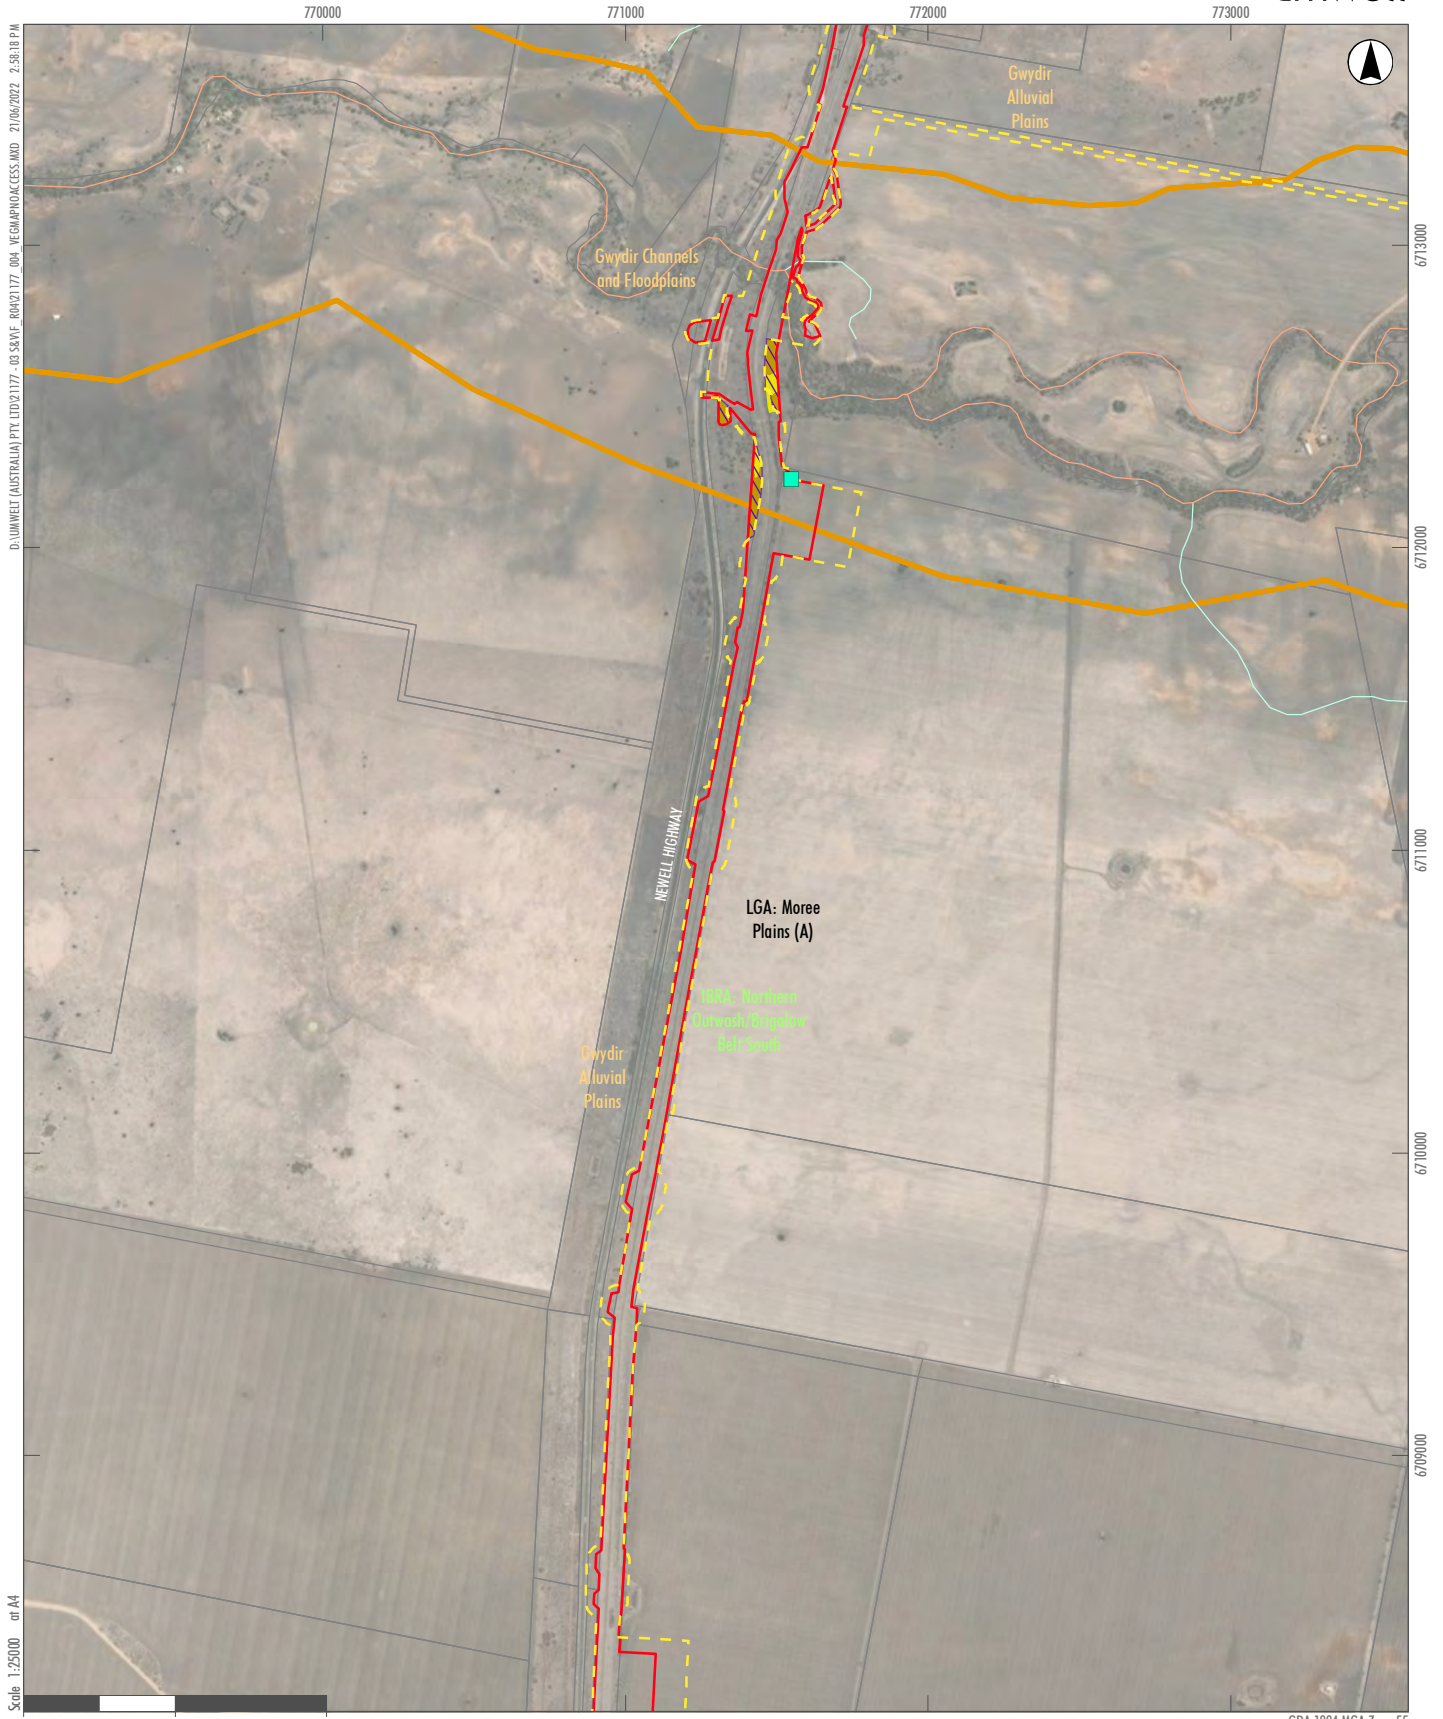 770000
771000
772000
773000
D:\UMWELT (AUSTRALIA) PTY. LTD\21177 - 03 S&V\F_R04\21177_004_VEGMAPNOACCESS.MXD 21/06/2022 2:58:18 PM
Gwydir
Alluvial
Plains
6713000
Gwydir Channels
and Floodplains
6712000
NEWELL HIGHWAY
6711000
LGA: Moree
Plains (A)
IBRA: Northern
Outwash/Brigalow
Belt South
Gwydir
Alluvial
Plains
6710000
6709000
Scale 1:25000 at A4